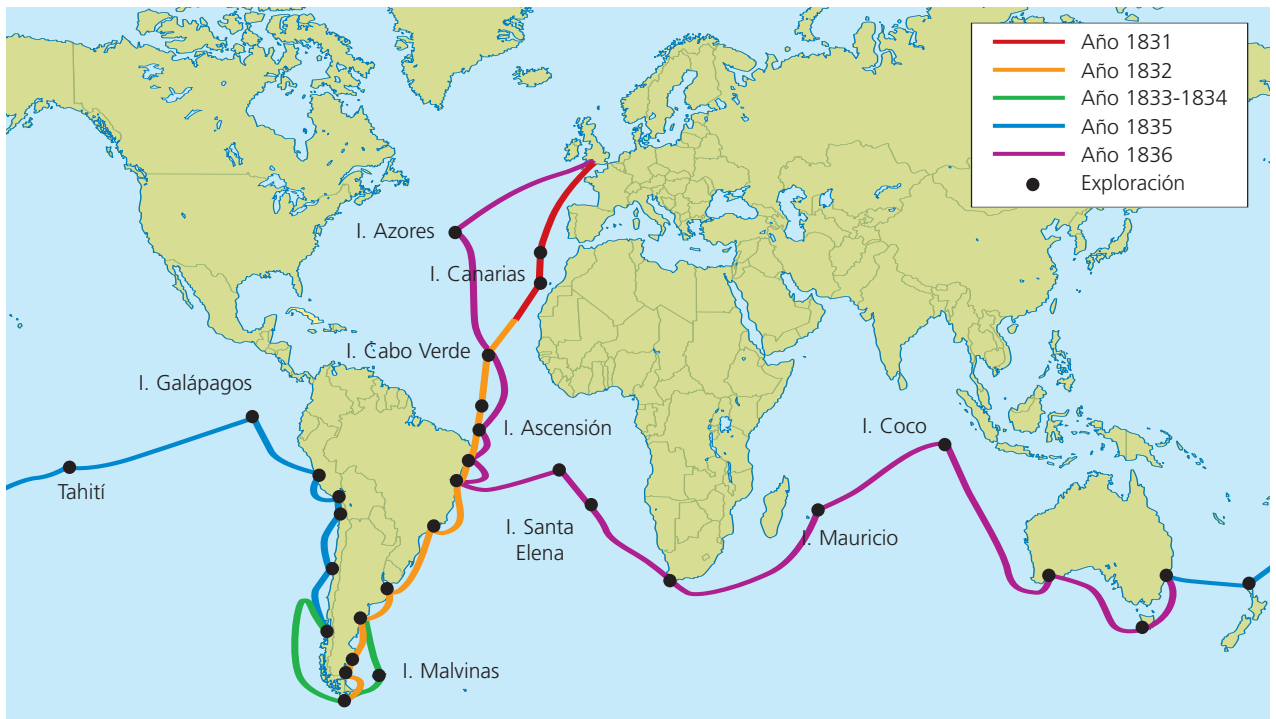 Año 1831
Año 1832
Año 1833-1834
Año 1835
Año 1836
Exploración
I. Azores
I. Canarias
I. Cabo Verde
I. Galápagos
I. Ascensión
I. Coco
Tahití
I. Santa
Elena
I. Mauricio
I. Malvinas